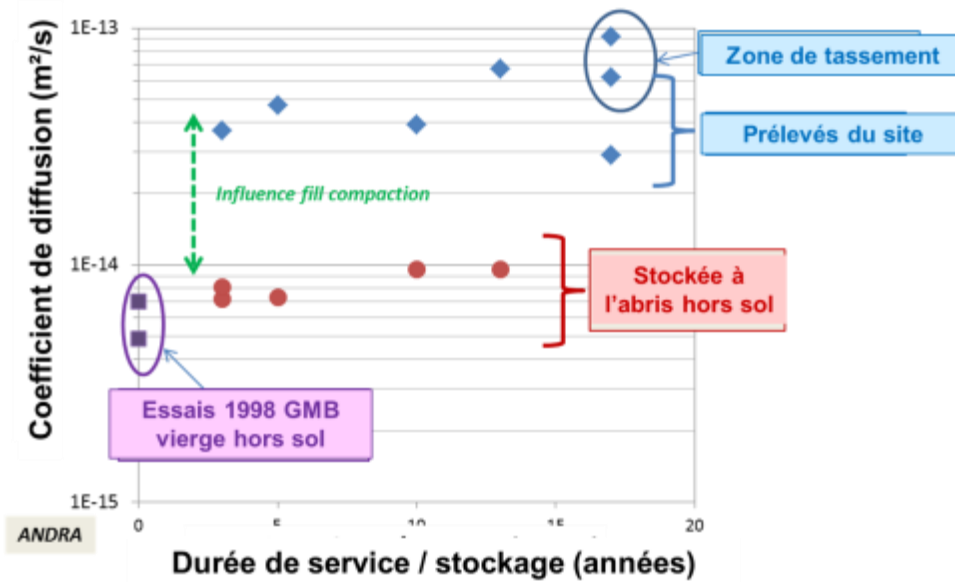 1E-13
Zone de tassement
Prélevés du site
Influence fill compaction
Coefficient de diffusion (m²/s)
1E-14
Stockée à
l'abris hors sol
Essais 1998 GMB
vierge hors sol
1E-15
0 5 10 15 20
ANDRA
Durée de service / stockage (années)